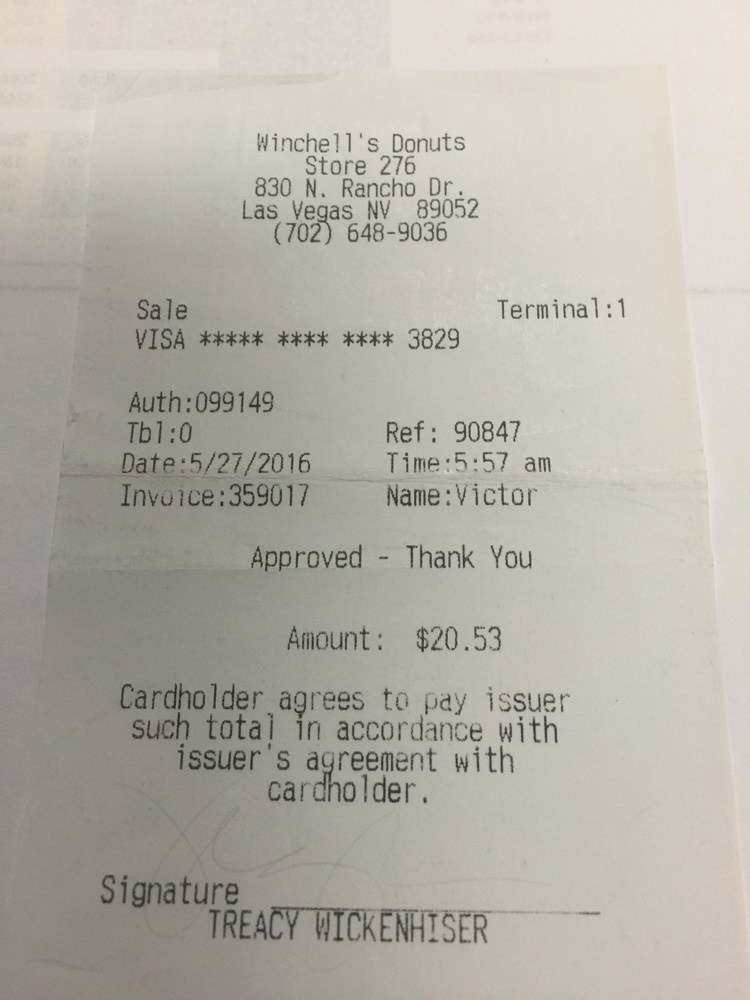 Winchell's Donuts
Store 276
830 N. Rancho Dr.
Las Vegas NV 89052
(702) 648-9036
Sale Terminal:1
VISA ***** **** **** 3829
Auth:099149
Tbl:0 Ref: 90847
Date:5/27/2016 Time:5:57 am
Invoice:359017 Name:Victor
Approved - Thank You
Amount: $20.53
Cardholder agrees to pay issuer
such total in accordance with
issuer's agreement with
cardholder.
Signature
TREACY WICKENHISER